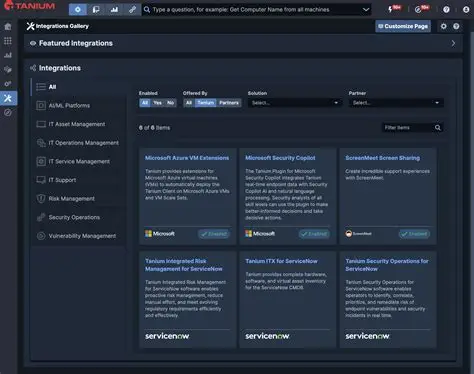 TANIUM
Type a question, for example: Get Computer Name from all machines
Integrations Gallery
Customize Page
Featured Integrations
Integrations
All
AI/ML Platforms
IT Asset Management
IT Operations Management
IT Service Management
IT Support
Risk Management
Security Operations
Vulnerability Management
Enabled
Offered By
Solution
Partner
All Yes No
All Tanium Partners
Select...
Select...
6 of 6 items
Filter items
Microsoft Azure VM Extensions
Tanium provides extensions for
Microsoft Azure virtual machines
(VMs) to automatically deploy the
Tanium Client on Microsoft Azure VMs
and VM Scale Sets.
Microsoft
Enabled
Microsoft Security Copilot
The Tanium Plugin for Microsoft
Security Copilot integrates Tanium
real-time endpoint data with Security
Copilot AI and natural language
processing. Security analysts of all
skill levels can use the plugin to make
better-informed decisions and take
decisive actions.
Microsoft
Enabled
ScreenMeet Screen Sharing
Create incredible support experiences
with ScreenMeet.
ScreenMeet
Enabled
Tanium Integrated Risk
Management for ServiceNow
Tanium Integrated Risk Management
for ServiceNow software enables
proactive risk management, reduce
manual effort, and meet evolving
regulatory requirements efficiently
and effectively.
servicenow
Tanium ITX for ServiceNow
Tanium provides complete hardware,
software, and virtual asset inventory
for the ServiceNow CMDB.
servicenow
Tanium Security Operations for
ServiceNow
Tanium Security Operations for
ServiceNow software enables
operators to identify, correlate,
prioritize, and remediate risk of
endpoint vulnerabilities and security
incidents in real time.
servicenow